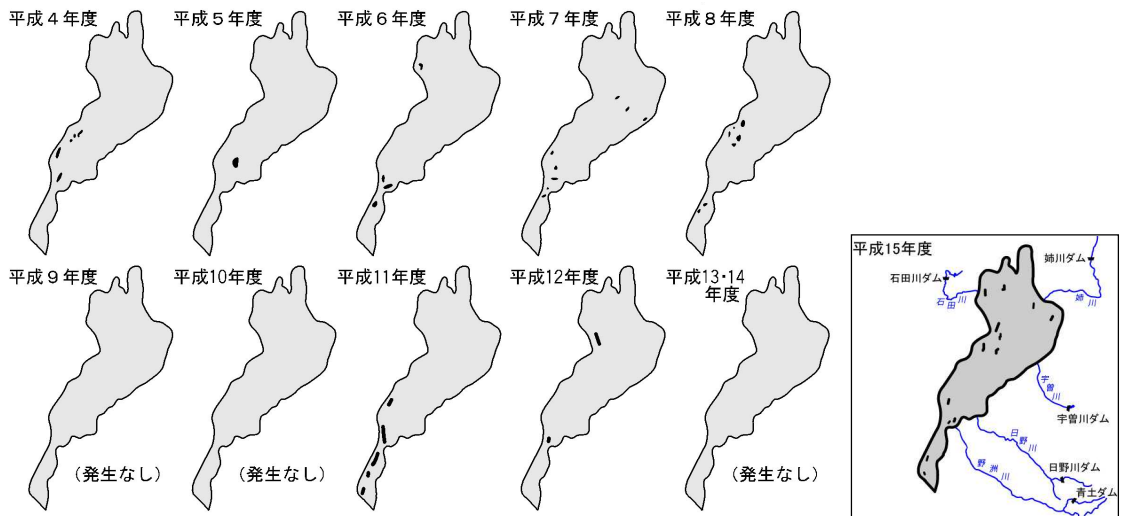 平成４年度
平成５年度
平成６年度
平成７年度
平成８年度
平成９年度
（発生なし）
平成10年度
（発生なし）
平成11年度
平成12年度
平成13･14
年度
（発生なし）
平成15年度
姉川ダム
石田川ダム
石田川
姉川
宇曽川
宇曽川ダム
日野川
野洲川
日野川ダム
青土ダム